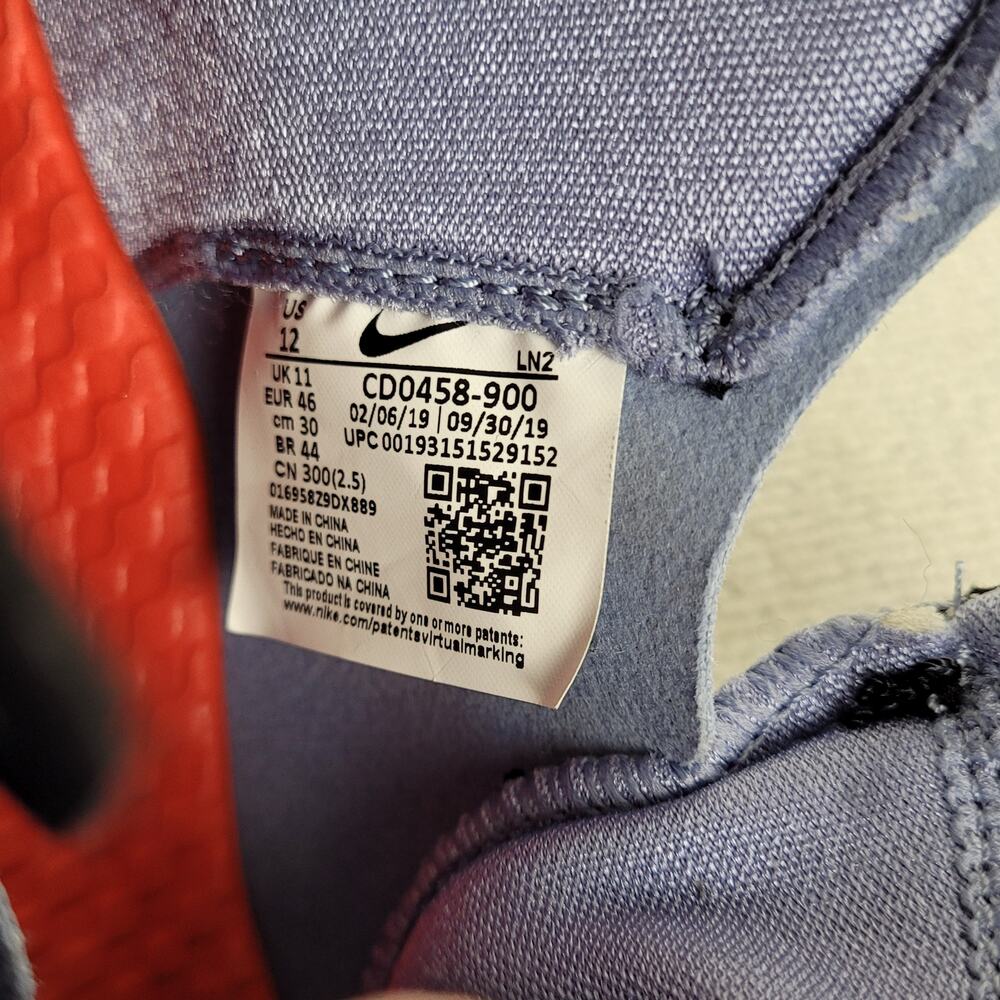 US
12
LN2
UK 11
CD0458-900
EUR 46
02/06/19 | 09/30/19
cm 30
UPC 00193151529152
BR 44
CN 300(2.5)
016958Z9DX889
MADE IN CHINA
HECHO EN CHINA
FABRIQUE EN CHINE
FABRICADO NA CHINA
This product is covered by one or more patents:
www.nike.com/patentsvirtualmarking